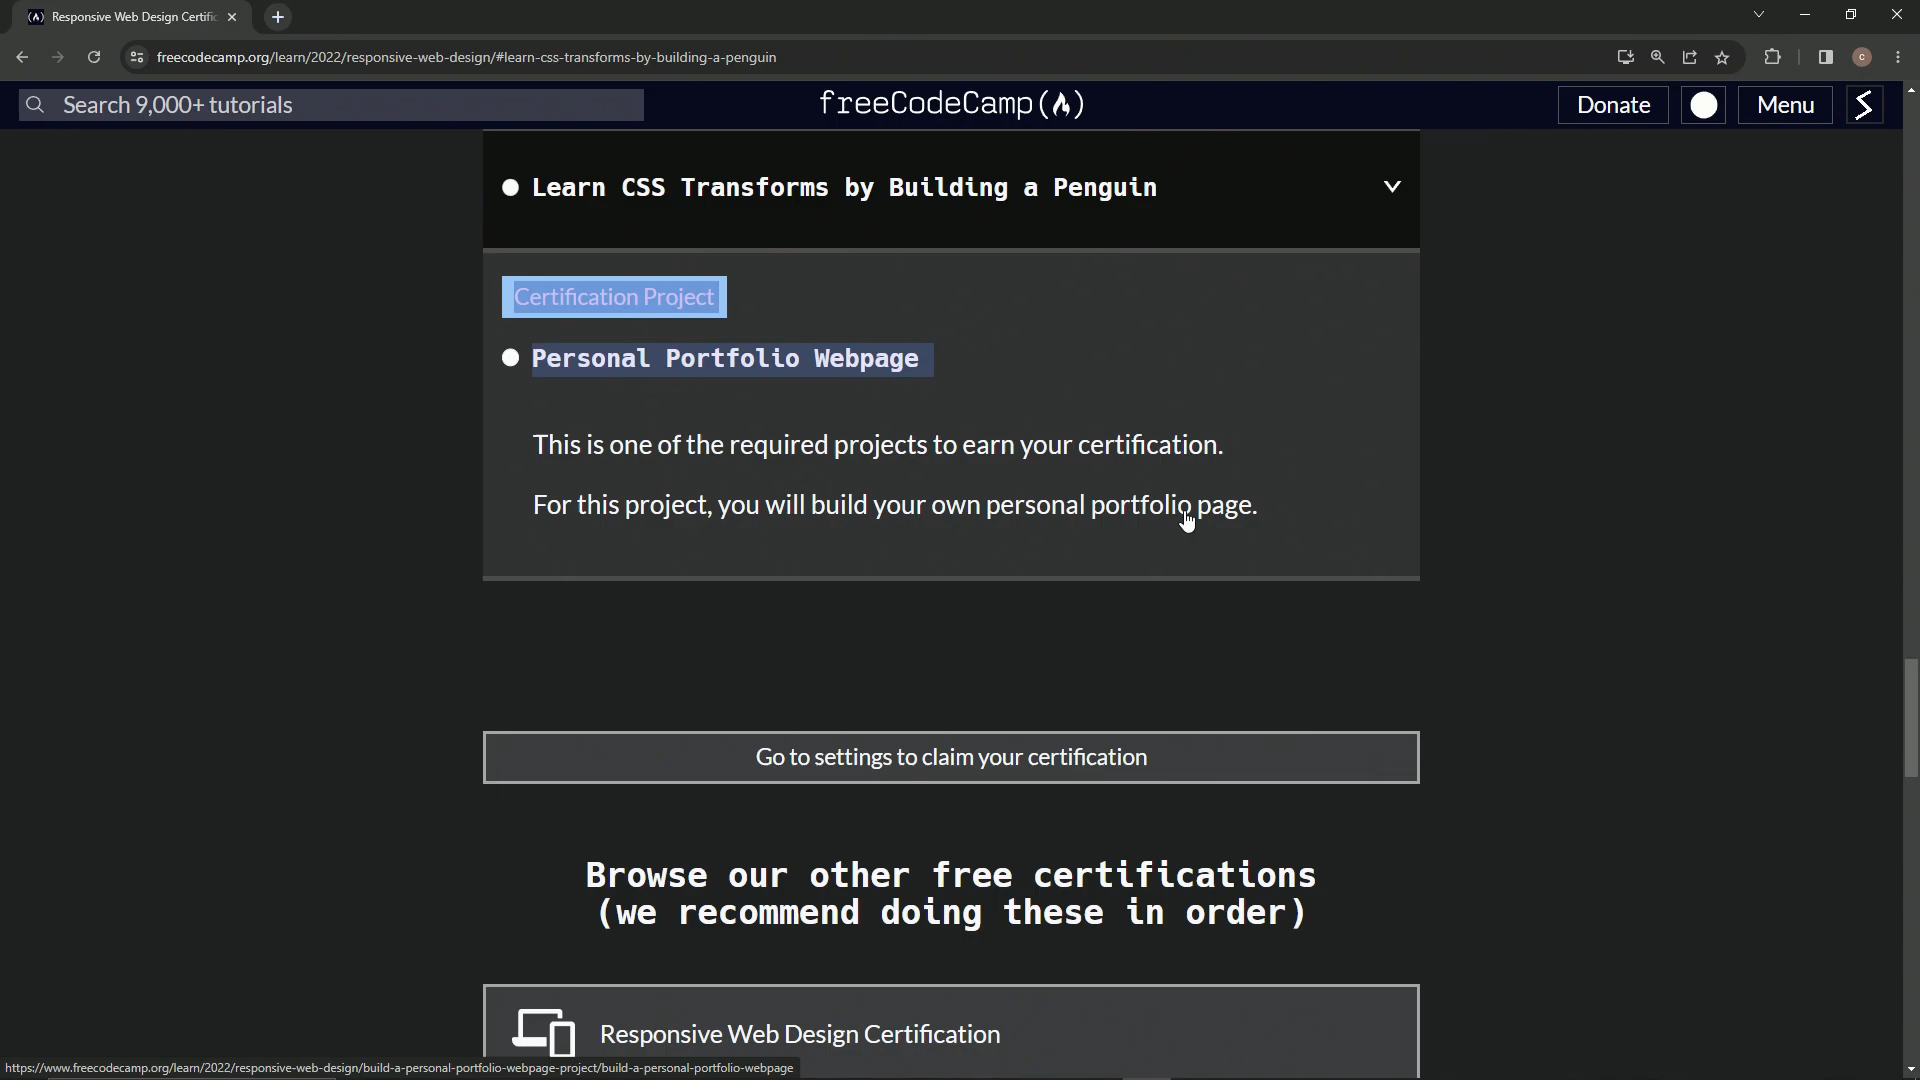 Responsive Web Design Certific
freecodecamp.org/learn/2022/responsive-web-design/#learn-css-transforms-by-building-a-penguin
C
Search 9,000+ tutorials
freeCodeCamp
Donate
Menu
Learn CSS Transforms by Building a Penguin
Certification Project
Personal Portfolio Webpage
This is one of the required projects to earn your certification.
For this project, you will build your own personal portfolio page.
Go to settings to claim your certification
Browse our other free certifications
(we recommend doing these in order)
Responsive Web Design Certification
https://www.freecodecamp.org/learn/2022/responsive-web-design/build-a-personal-portfolio-webpage-project/build-a-personal-portfolio-webpage